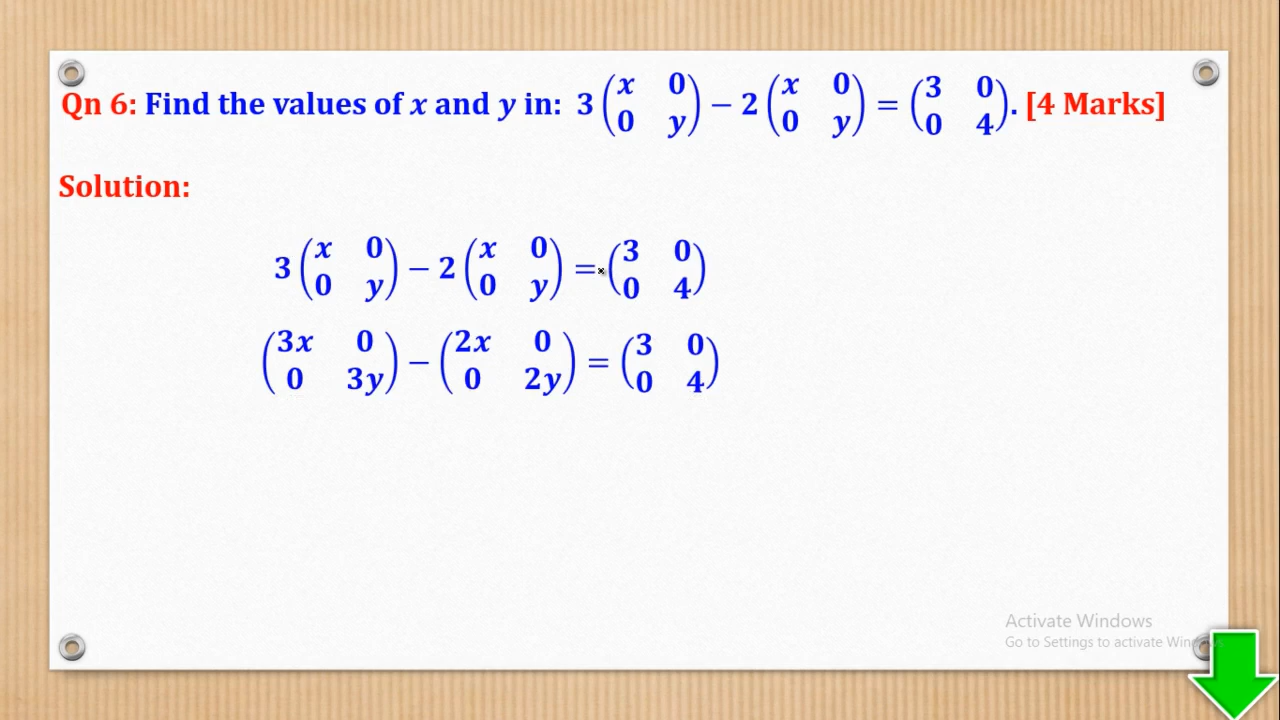 Qn 6: Find the values of x and y in: 3 (x 0 0 y) − 2 (x 0 0 y) = (3 0 0 4). [4 Marks]
Solution:
3 (x 0 0 y) − 2 (x 0 0 y) = (3 0 0 4)
(3x 0 0 3y) − (2x 0 0 2y) = (3 0 0 4)
Activate Windows
Go to Settings to activate Windows